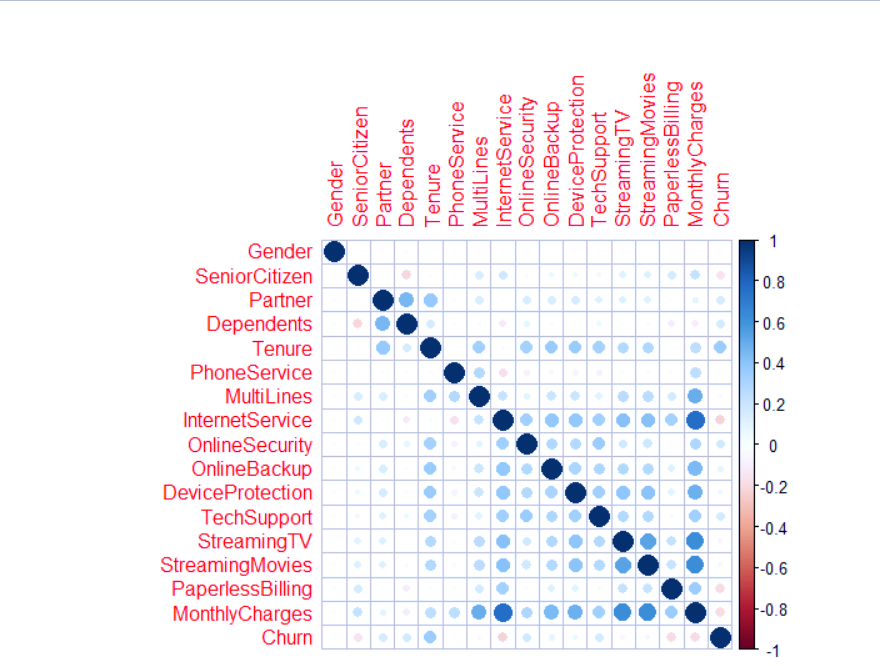 Gender
SeniorCitizen
Partner
Dependents
Tenure
PhoneService
MultiLines
InternetService
OnlineSecurity
OnlineBackup
DeviceProtection
TechSupport
StreamingTV
StreamingMovies
PaperlessBilling
MonthlyCharges
Churn
Gender
SeniorCitizen
Partner
Dependents
Tenure
PhoneService
MultiLines
InternetService
OnlineSecurity
OnlineBackup
DeviceProtection
TechSupport
StreamingTV
StreamingMovies
PaperlessBilling
MonthlyCharges
Churn
1
0.8
0.6
0.4
0.2
0
-0.2
-0.4
-0.6
-0.8
-1